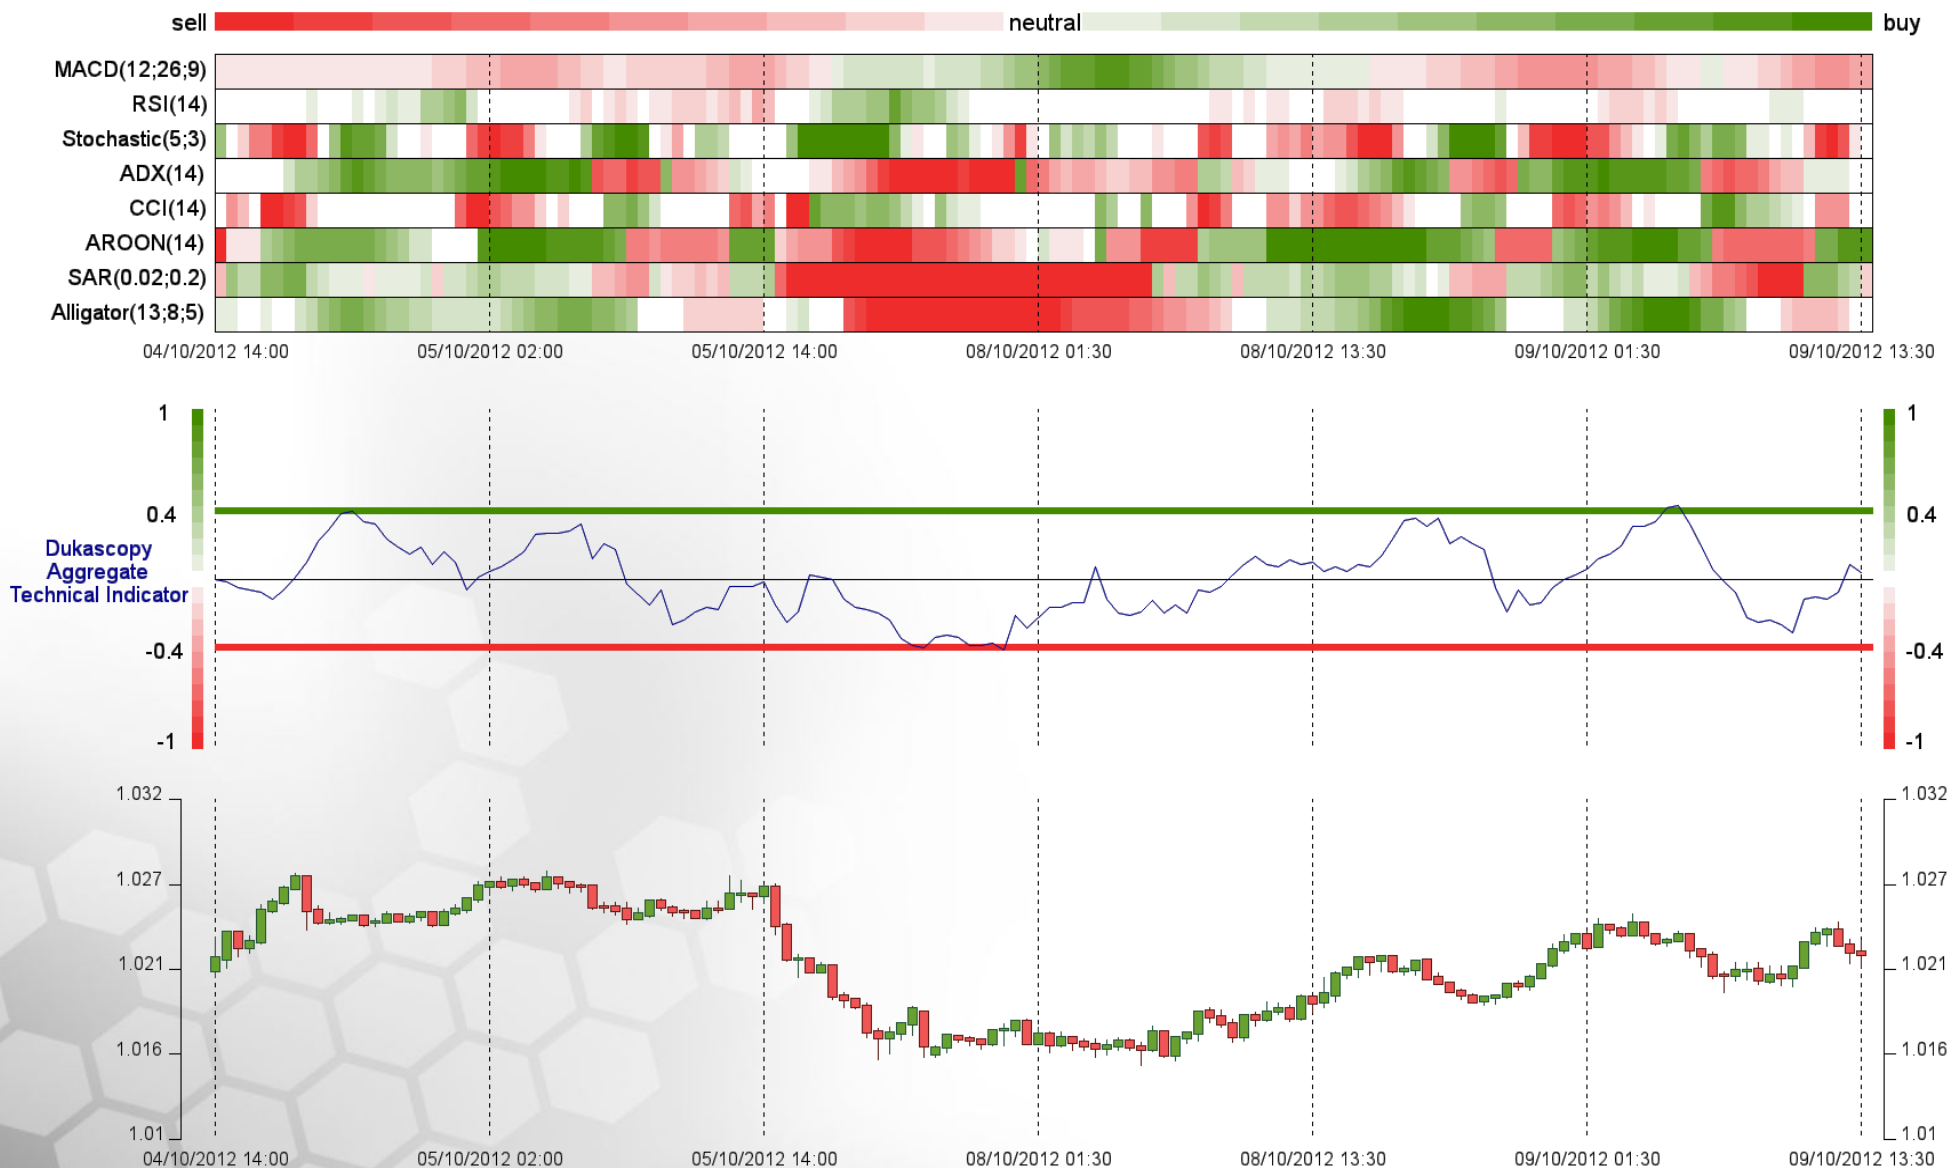 sell neutral buy
MACD(12;26;9)
RSI(14)
Stochastic(5;3)
ADX(14)
CCI(14)
AROON(14)
SAR(0.02;0.2)
Alligator(13;8;5)
04/10/2012 14:00 05/10/2012 02:00 05/10/2012 14:00 08/10/2012 01:30 08/10/2012 13:30 09/10/2012 01:30 09/10/2012 13:30
1 1
0.4 0.4
Dukascopy
Aggregate
Technical Indicator
-0.4 -0.4
-1 -1
1.032 1.032
1.027 1.027
1.021 1.021
1.016 1.016
1.01 1.01
04/10/2012 14:00 05/10/2012 02:00 05/10/2012 14:00 08/10/2012 01:30 08/10/2012 13:30 09/10/2012 01:30 09/10/2012 13:30